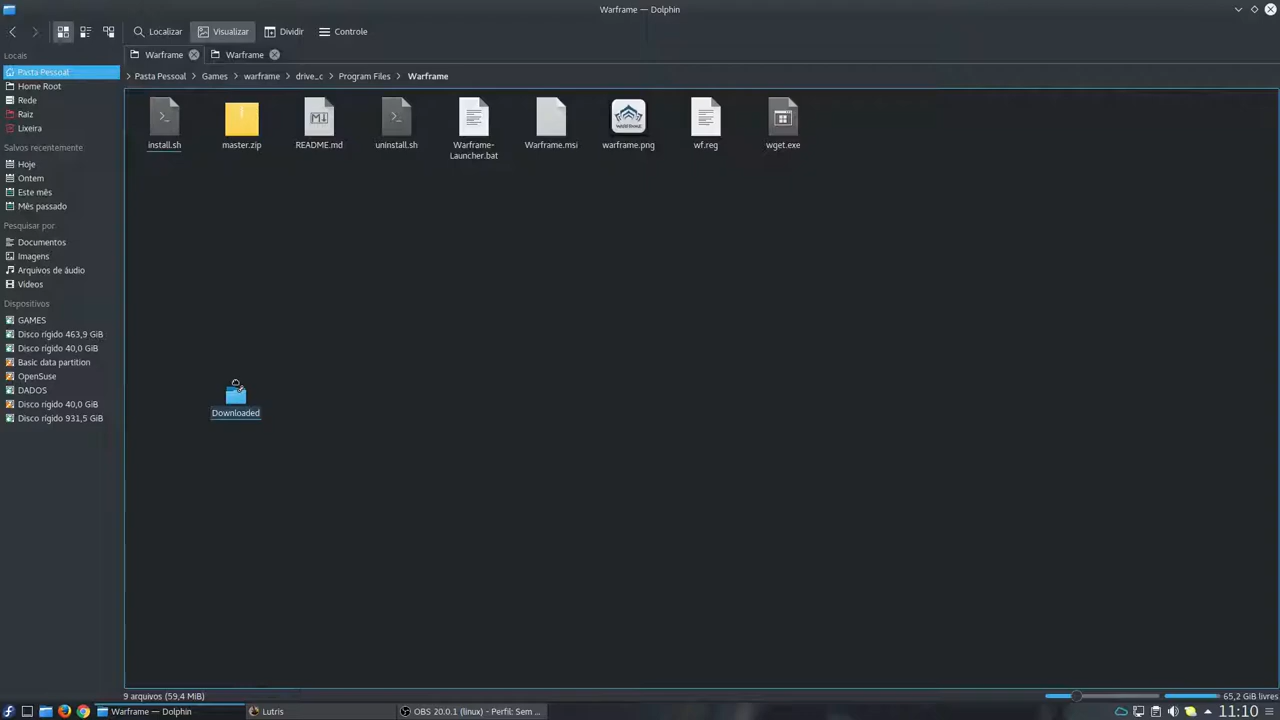 Warframe — Dolphin
Localizar
Visualizar
Dividir
Controle
Locais
Pasta Pessoal
Home Root
Rede
Raiz
Lixeira
Salvos recentemente
Hoje
Ontem
Este mês
Mês passado
Pesquisar por
Documentos
Imagens
Arquivos de áudio
Vídeos
Dispositivos
GAMES
Disco rígido 463,9 GiB
Disco rígido 40,0 GiB
Basic data partition
OpenSuse
DADOS
Disco rígido 40,0 GiB
Disco rígido 931,5 GiB
Warframe
Warframe
Pasta Pessoal > Games > warframe > drive_c > Program Files > Warframe
install.sh
master.zip
README.md
uninstall.sh
Warframe-
Launcher.bat
Warframe.msi
WARFRAME
warframe.png
wf.reg
wget.exe
Downloaded
9 arquivos (59,4 MiB)
65,2 GiB livres
Warframe — Dolphin
Lutris
OBS 20.0.1 (linux) - Perfil: Sem ...
11:10